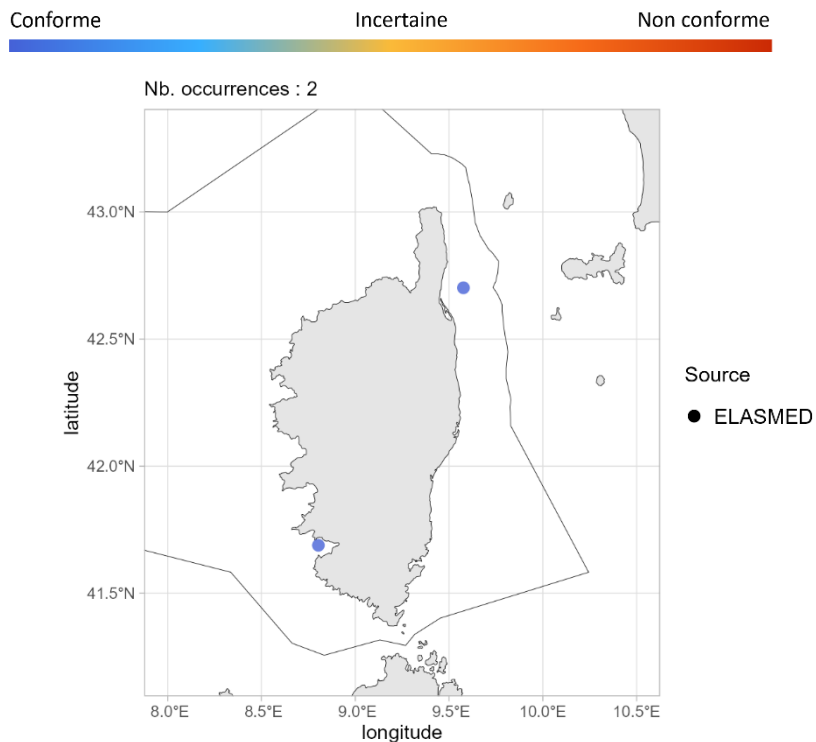 Conforme Incertaine Non conforme
Nb. occurrences : 2
43.0°N
42.5°N
42.0°N
41.5°N
latitude
8.0°E 8.5°E 9.0°E 9.5°E 10.0°E 10.5°E
longitude
Source
ELASMED